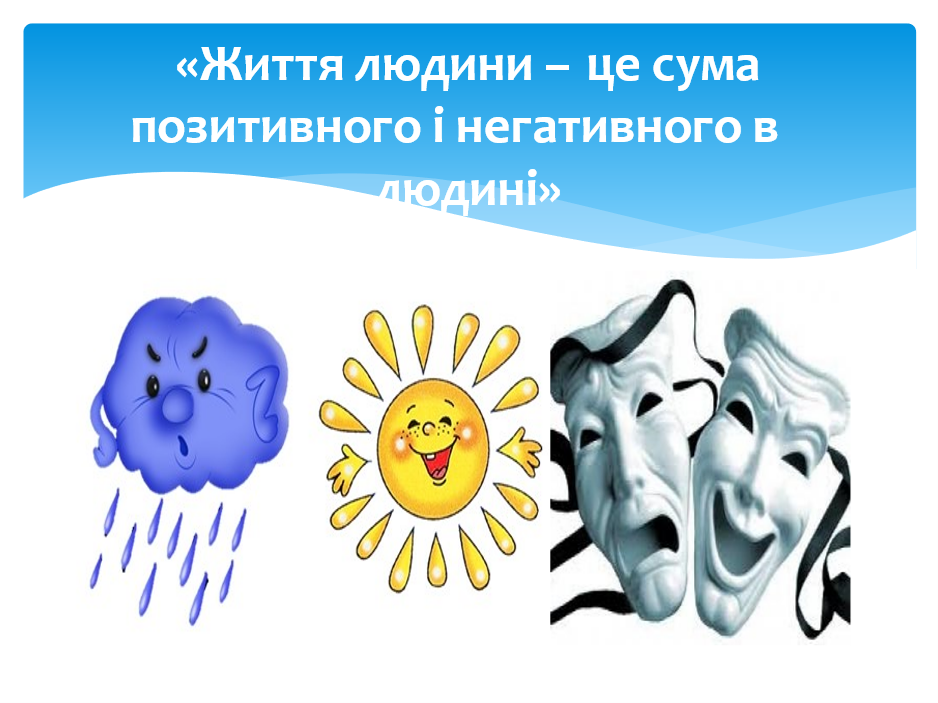 «Життя людини – це сума
позитивного і негативного в
людині»